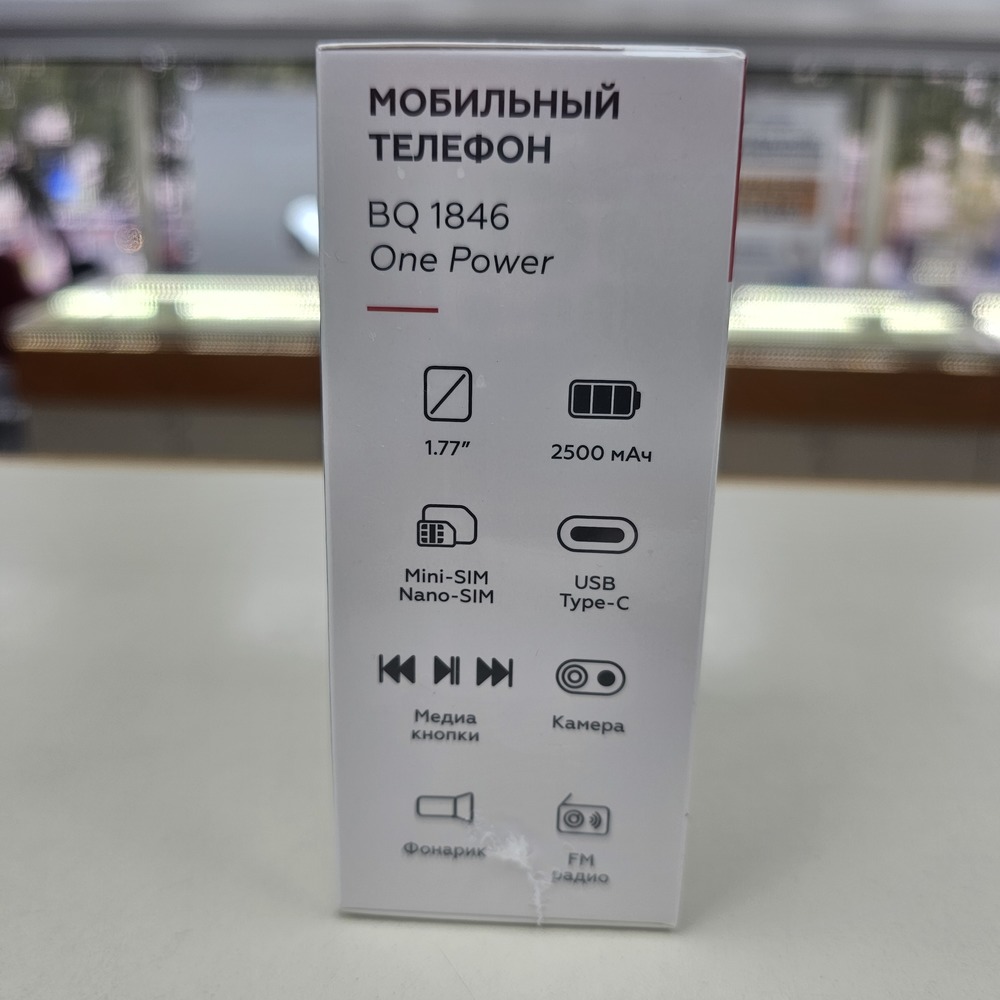 МОБИЛЬНЫЙ
ТЕЛЕФОН
BQ 1846
One Power
1.77"
2500 мАч
Mini-SIM
Nano-SIM
USB
Type-C
Медиа
кнопки
Камера
Фонарик
FM
радио